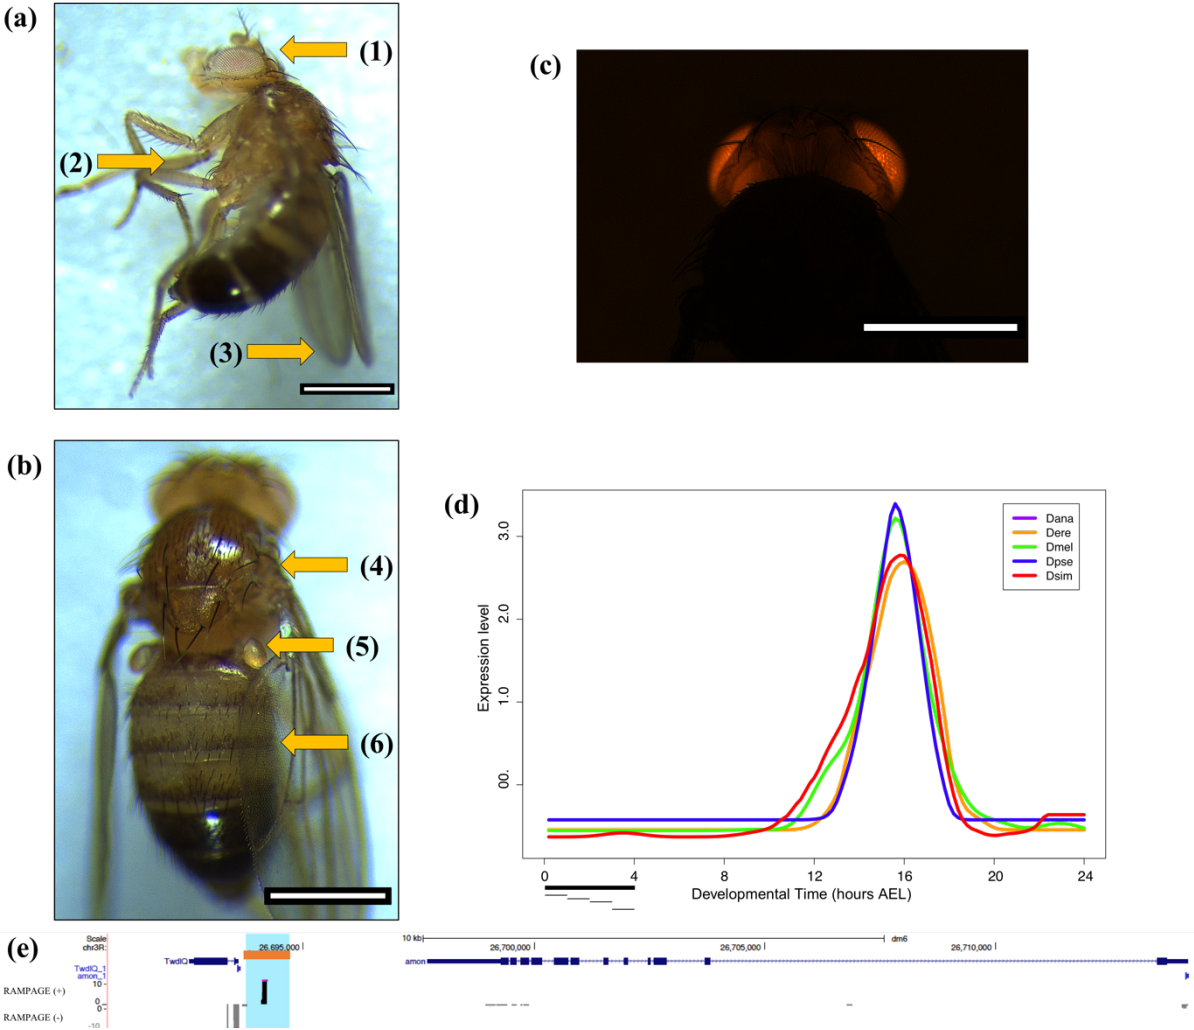 (a)
(1)
(2)
(3)
(b)
(4)
(5)
(6)
(c)
(d)
Expression level
3.0
2.0
1.0
00.
Dana
Dere
Dmel
Dpse
Dsim
0 4 8 12 16 20 24
Developmental Time (hours AEL)
(e)
Scale 10 kb dm6
chr3R: 26,695,000 26,700,000 26,705,000 26,710,000
TwdlQ amon
TwdlQ_1
amon_1
RAMPAGE (+) 10
0
RAMPAGE (-) 0
-10